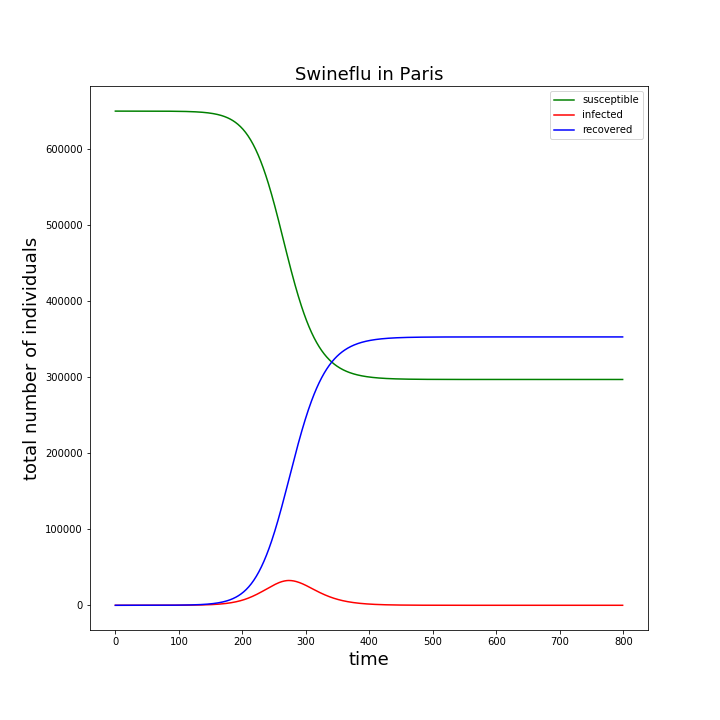 Swineflu in Paris
susceptible
infected
recovered
total number of individuals
600000
500000
400000
300000
200000
100000
0
0 100 200 300 400 500 600 700 800
time